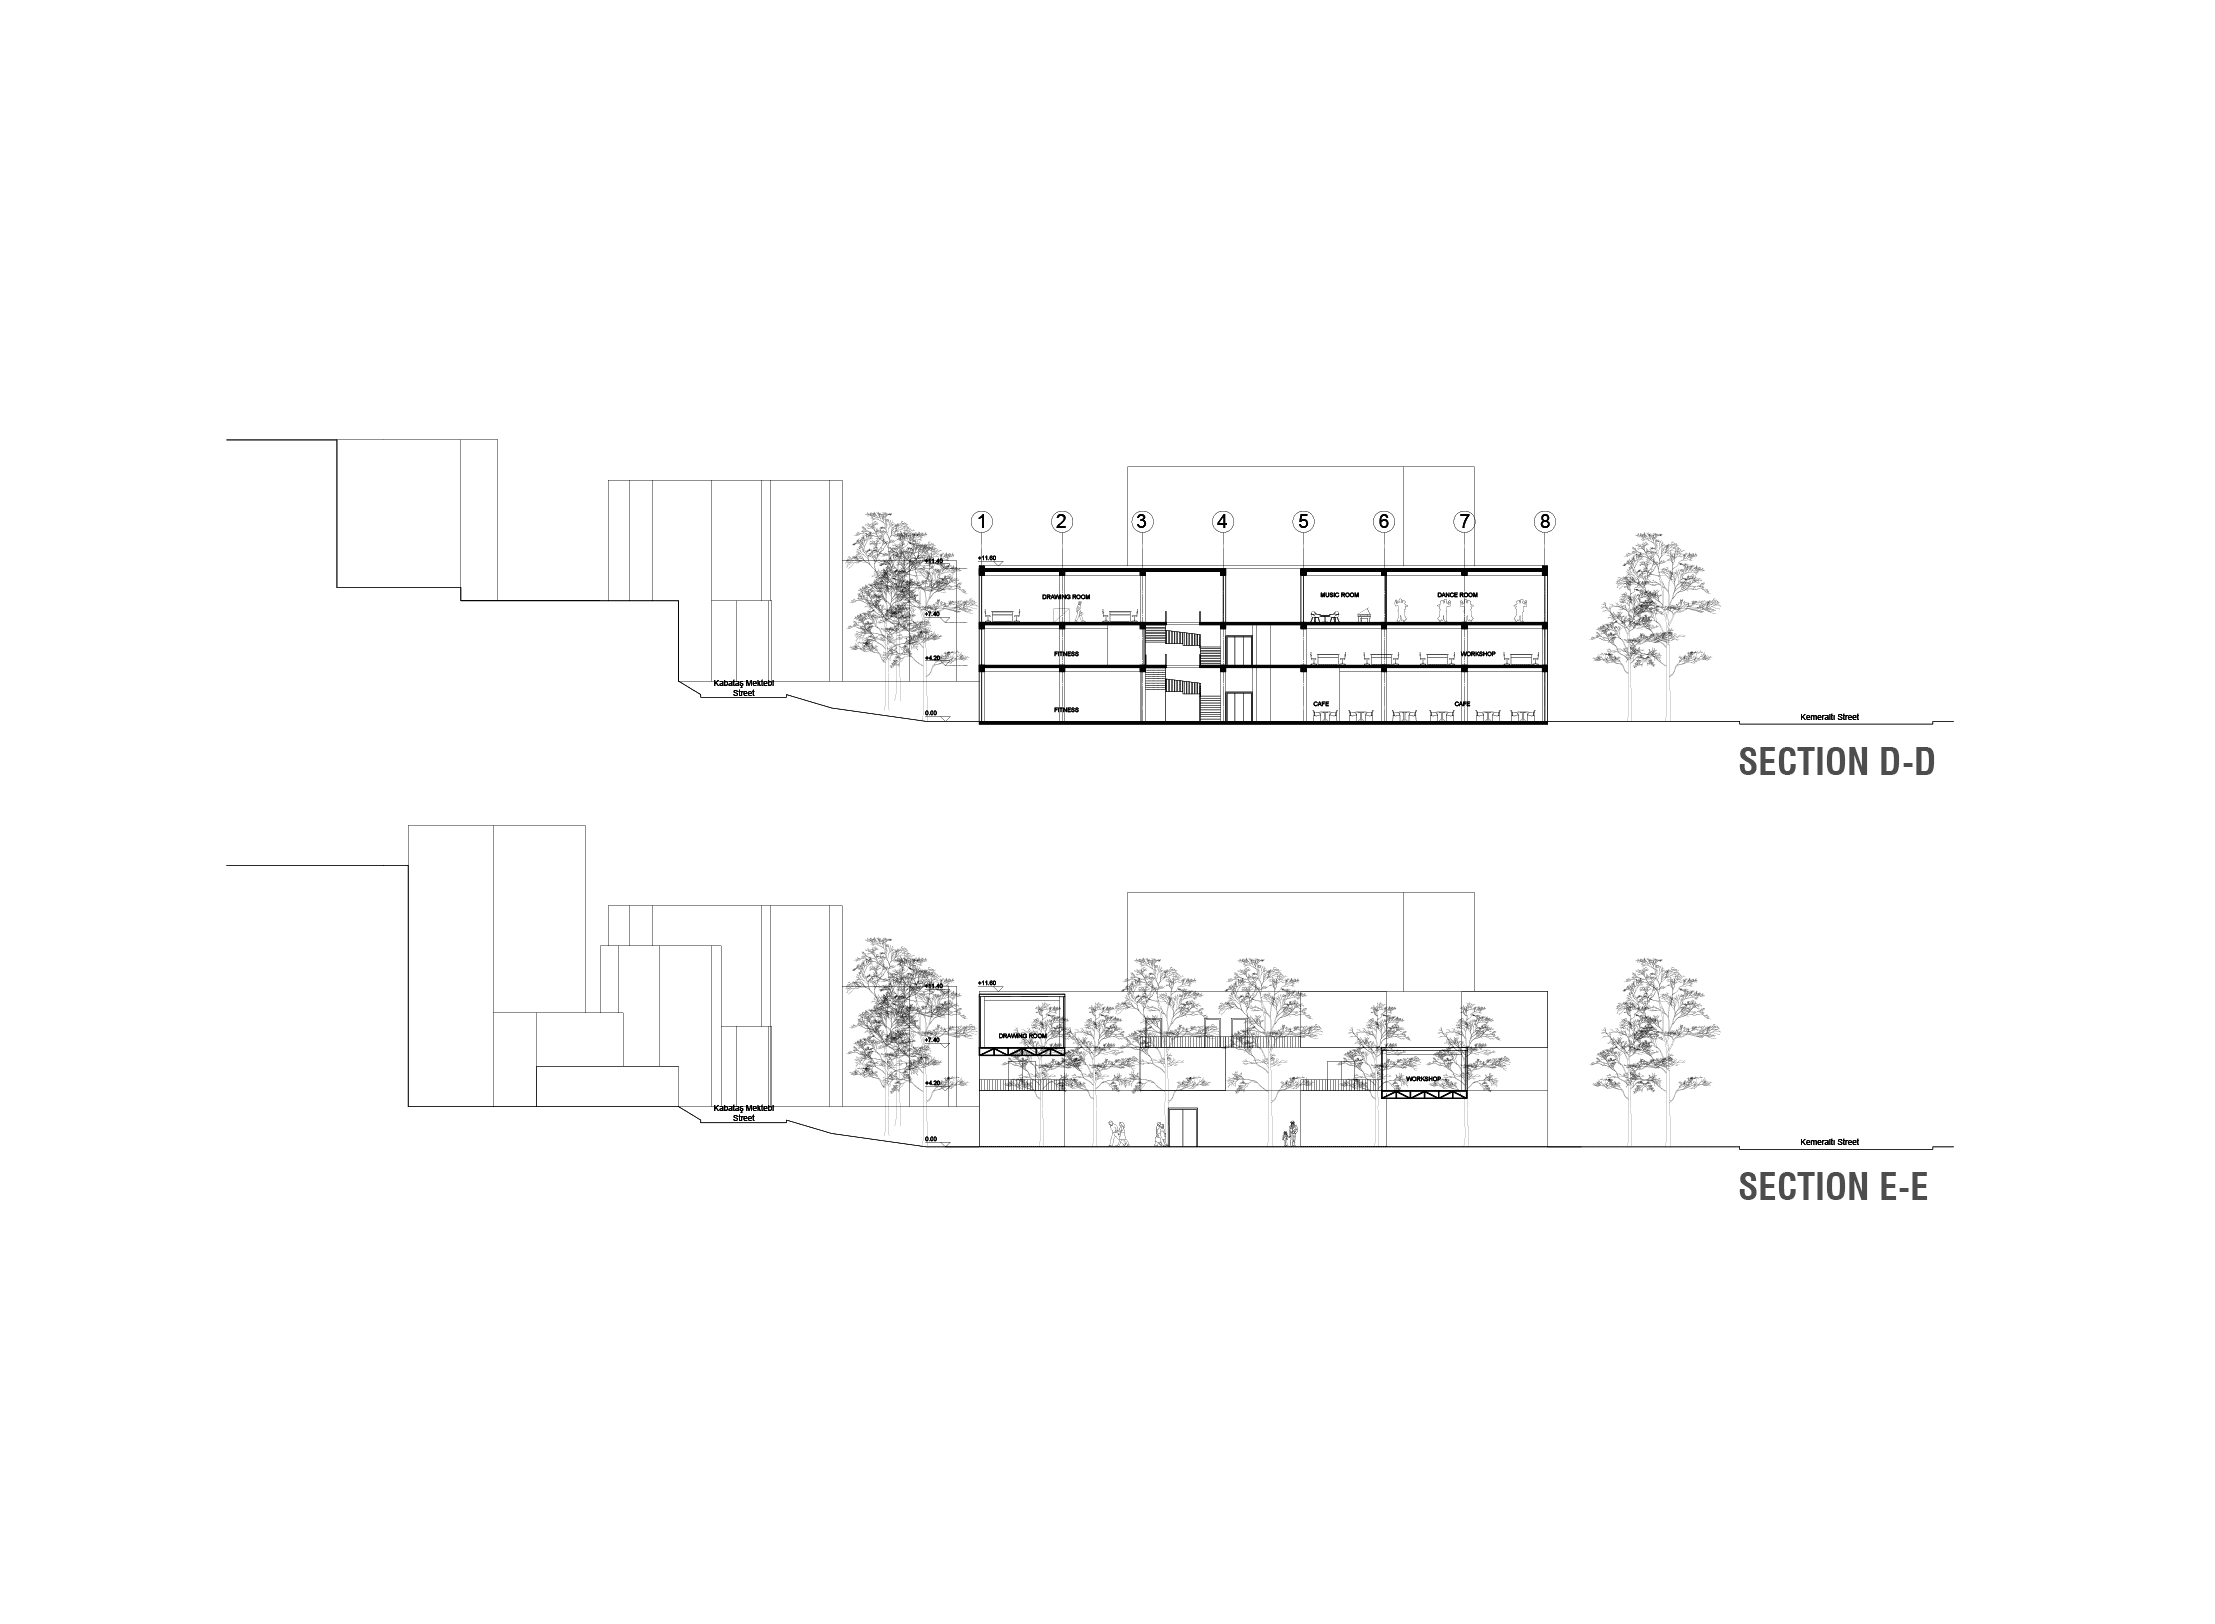 1 2 3 4 5 6 7 8
+11.60
+11.40
DRAWING ROOM MUSIC ROOM DANCE ROOM
+7.40
FITNESS WORKSHOP
+4.20
Kabataş Mektebi
Street
CAFE CAFE
FITNESS
0.00
Kemeraltı Street
SECTION D-D
+11.60
+11.40
DRAWING ROOM
+7.40
WORKSHOP
+4.20
Kabataş Mektebi
Street
0.00
Kemeraltı Street
SECTION E-E